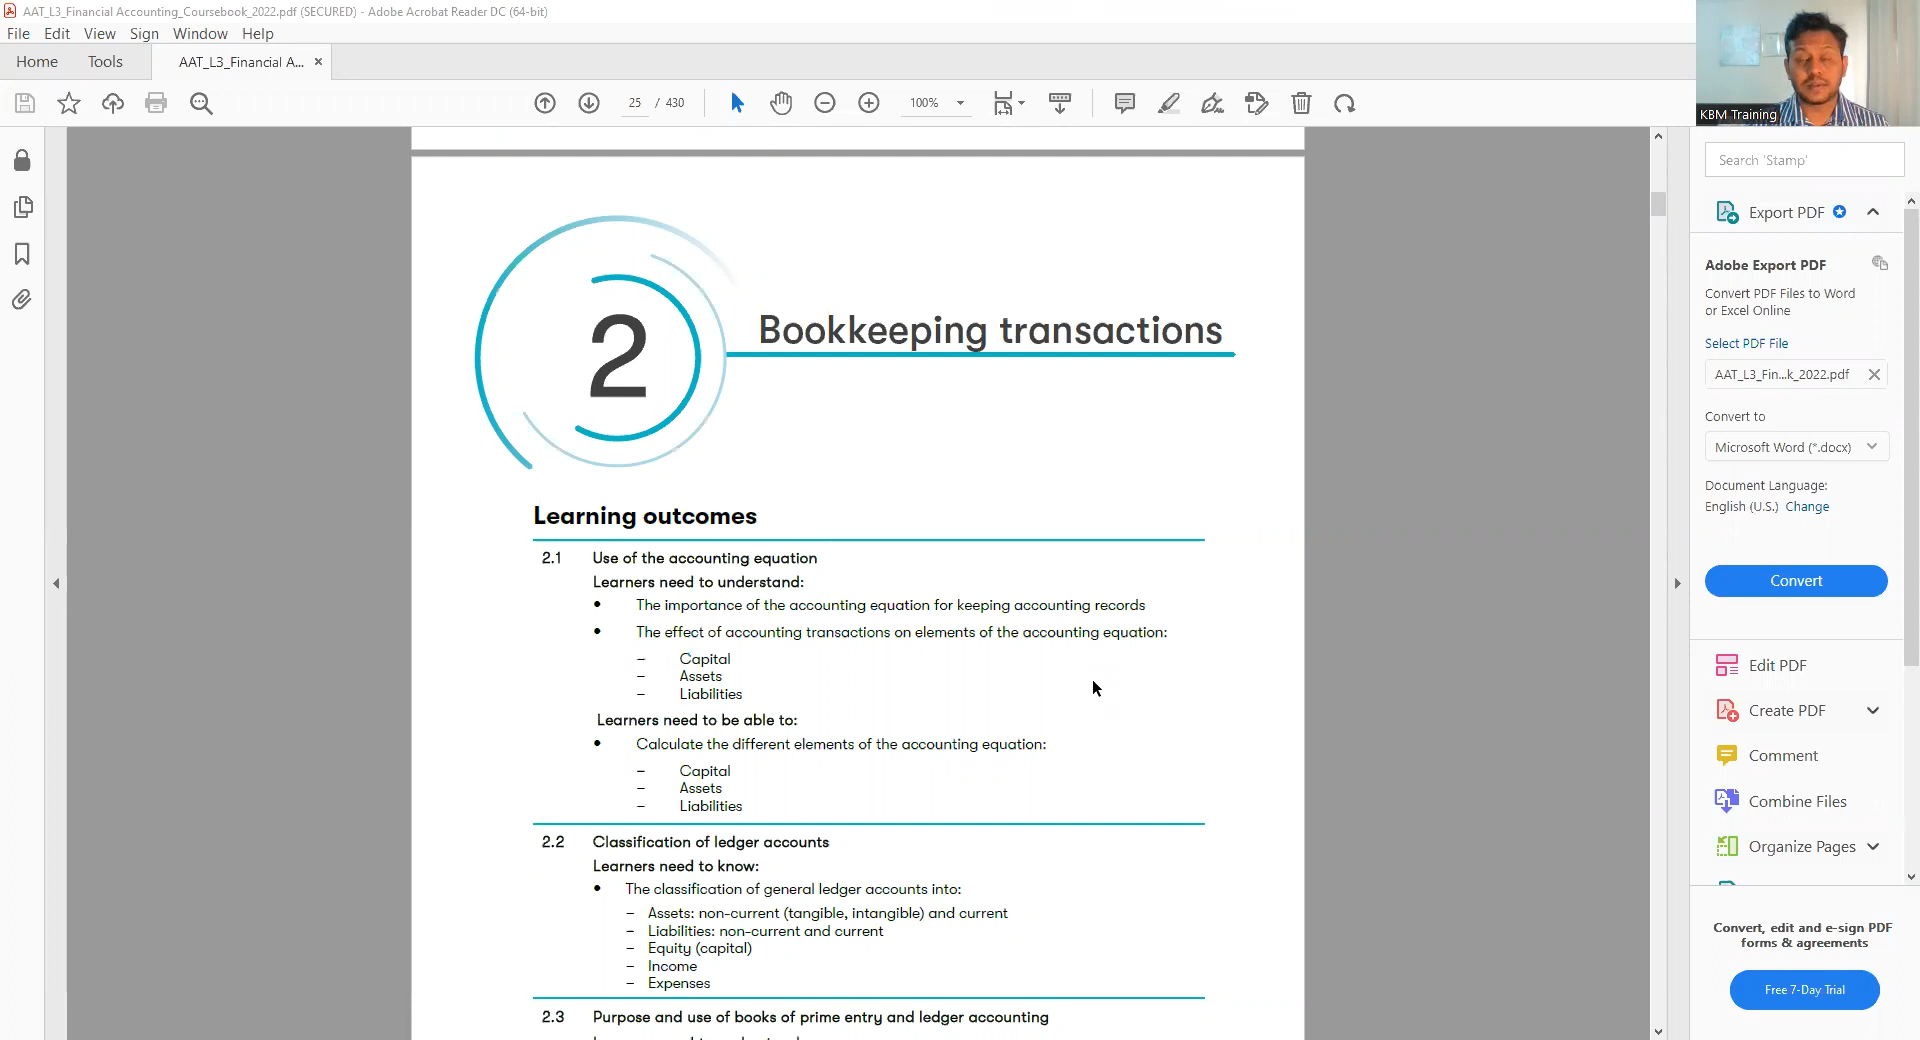 AAT_L3_Financial Accounting_Coursebook_2022.pdf (SECURED) - Adobe Acrobat Reader DC (64-bit)
File Edit View Sign Window Help
Home Tools AAT_L3_Financial A... ×
25 / 430 100%
KBM Training
2
Bookkeeping transactions
Learning outcomes
2.1 Use of the accounting equation
Learners need to understand:
• The importance of the accounting equation for keeping accounting records
• The effect of accounting transactions on elements of the accounting equation:
– Capital
– Assets
– Liabilities
Learners need to be able to:
• Calculate the different elements of the accounting equation:
– Capital
– Assets
– Liabilities
2.2 Classification of ledger accounts
Learners need to know:
• The classification of general ledger accounts into:
– Assets: non-current (tangible, intangible) and current
– Liabilities: non-current and current
– Equity (capital)
– Income
– Expenses
2.3 Purpose and use of books of prime entry and ledger accounting
Search 'Stamp'
Export PDF
Adobe Export PDF
Convert PDF Files to Word
or Excel Online
Select PDF File
AAT_L3_Fin...k_2022.pdf
Convert to
Microsoft Word (*.docx)
Document Language:
English (U.S.) Change
Convert
Edit PDF
Create PDF
Comment
Combine Files
Organize Pages
Convert, edit and e-sign PDF
forms & agreements
Free 7-Day Trial